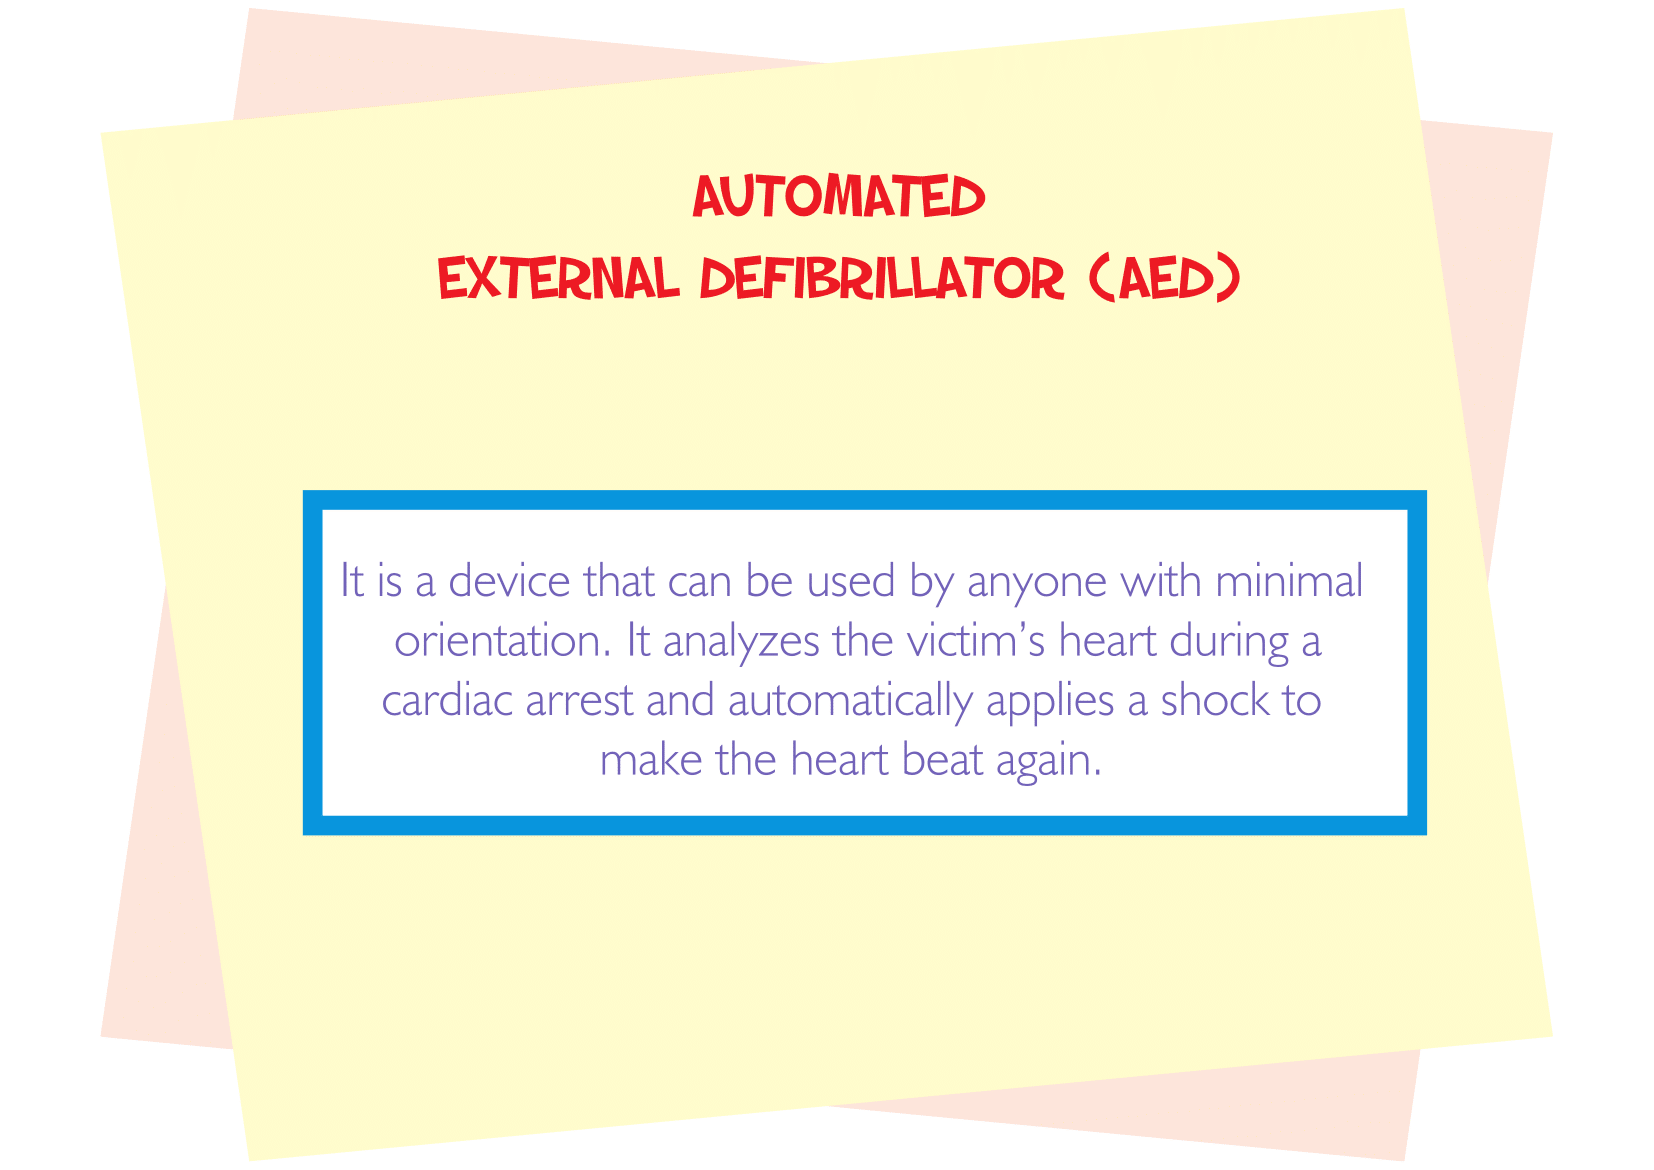 AUTOMATED
EXTERNAL DEFIBRILLATOR (AED)
It is a device that can be used by anyone with minimal
orientation. It analyzes the victim’s heart during a
cardiac arrest and automatically applies a shock to
make the heart beat again.